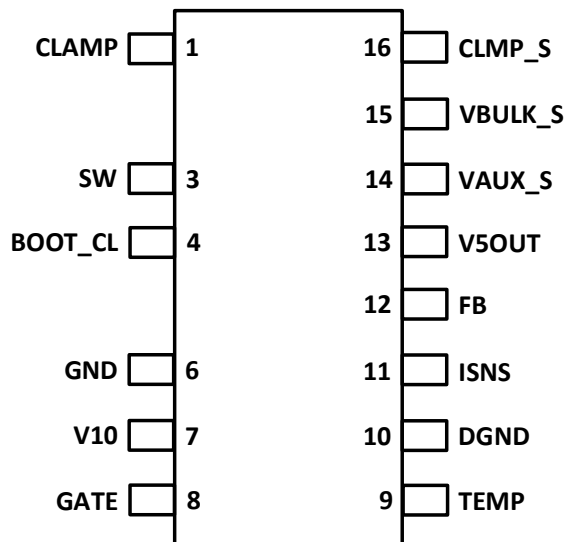 CLAMP 1 16 CLMP_S
15 VBULK_S
SW 3 14 VAUX_S
BOOT_CL 4 13 V5OUT
12 FB
GND 6 11 ISNS
V10 7 10 DGND
GATE 8 9 TEMP